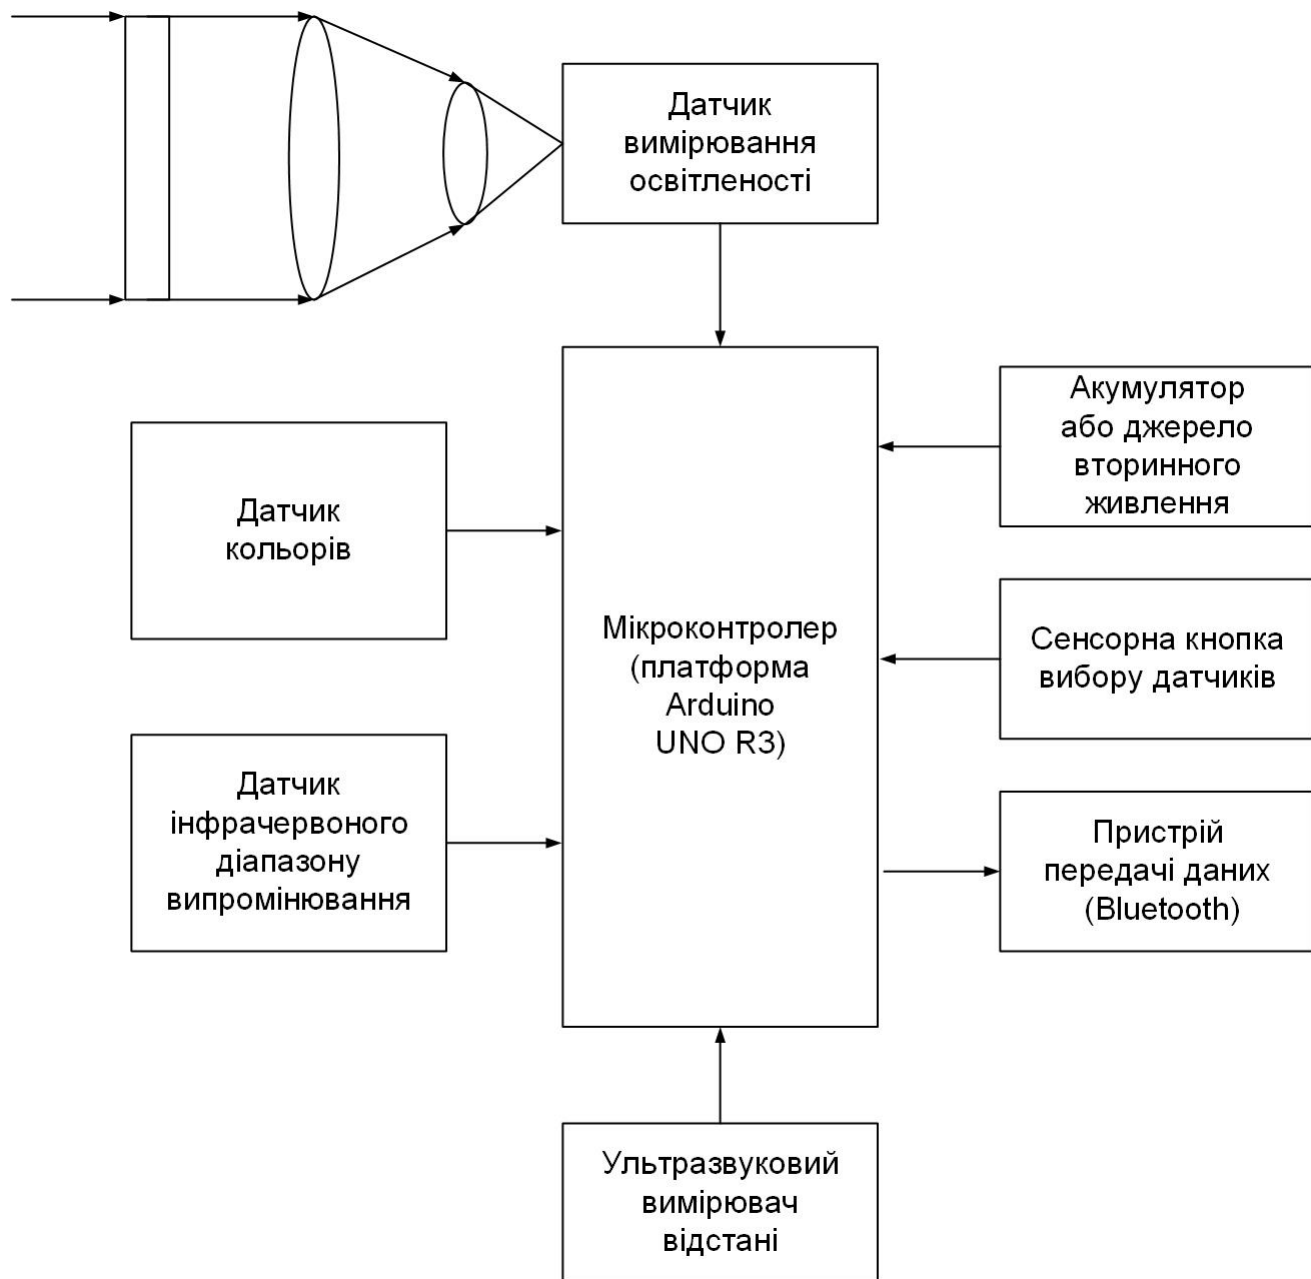 Датчик
вимірювання
освітленості
Акумулятор
або джерело
вторинного
живлення
Датчик
кольорів
Мікроконтролер
(платформа
Arduino
UNO R3)
Сенсорна кнопка
вибору датчиків
Датчик
інфрачервоного
діапазону
випромінювання
Пристрій
передачі даних
(Bluetooth)
Ультразвуковий
вимірювач
відстані